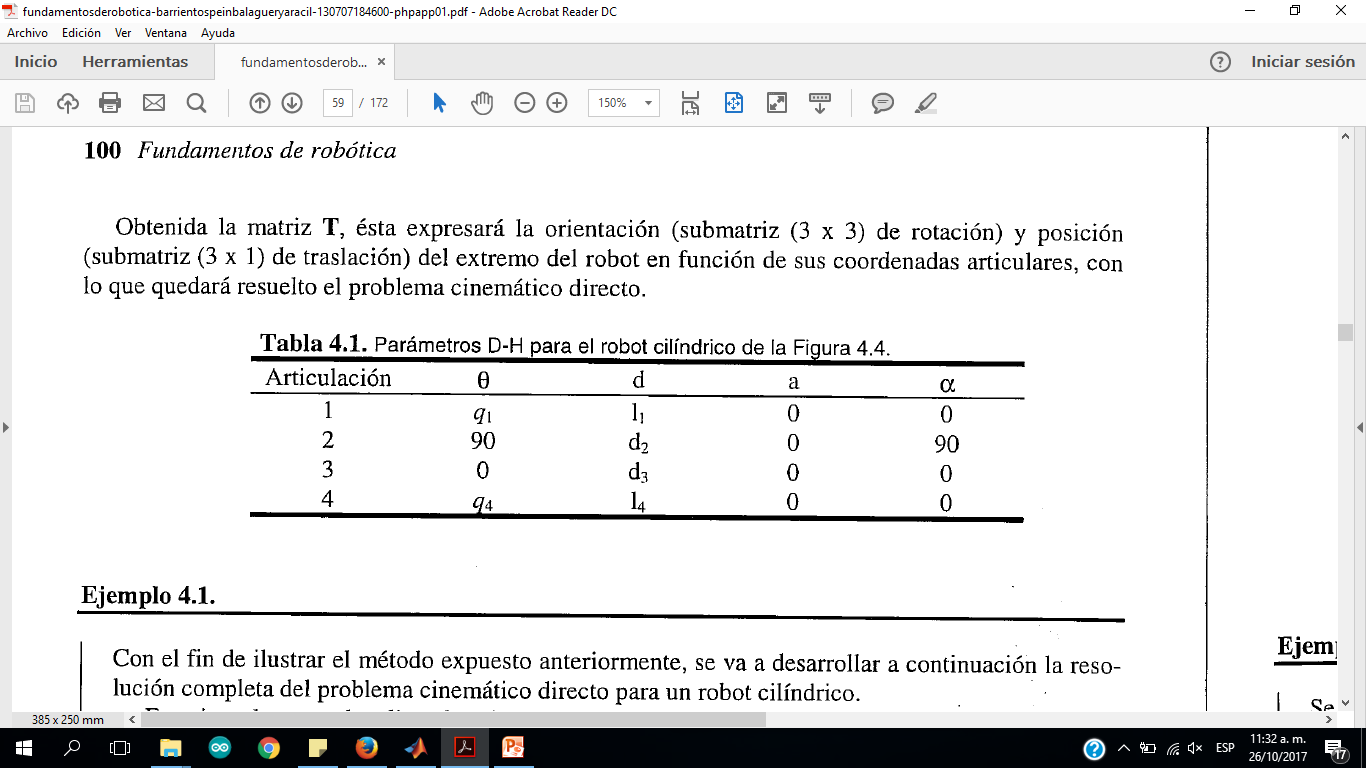 fundamentosderobotica-barrientospeinbalagueryaracil-130707184600-phpapp01.pdf - Adobe Acrobat Reader DC
Archivo Edición Ver Ventana Ayuda
Inicio Herramientas fundamentosderob... × ? Iniciar sesión
59 / 172 150%
100 Fundamentos de robótica
Obtenida la matriz T, ésta expresará la orientación (submatriz (3 x 3) de rotación) y posición
(submatriz (3 x 1) de traslación) del extremo del robot en función de sus coordenadas articulares, con
lo que quedará resuelto el problema cinemático directo.
Tabla 4.1. Parámetros D-H para el robot cilíndrico de la Figura 4.4.
Articulación θ d a α
1 q₁ l₁ 0 0
2 90 d₂ 0 90
3 0 d₃ 0 0
4 q₄ l₄ 0 0
Ejemplo 4.1.
Con el fin de ilustrar el método expuesto anteriormente, se va a desarrollar a continuación la reso-
lución completa del problema cinemático directo para un robot cilíndrico.
Ejem
Se
385 x 250 mm
ESP
11:32 a. m.
26/10/2017
17